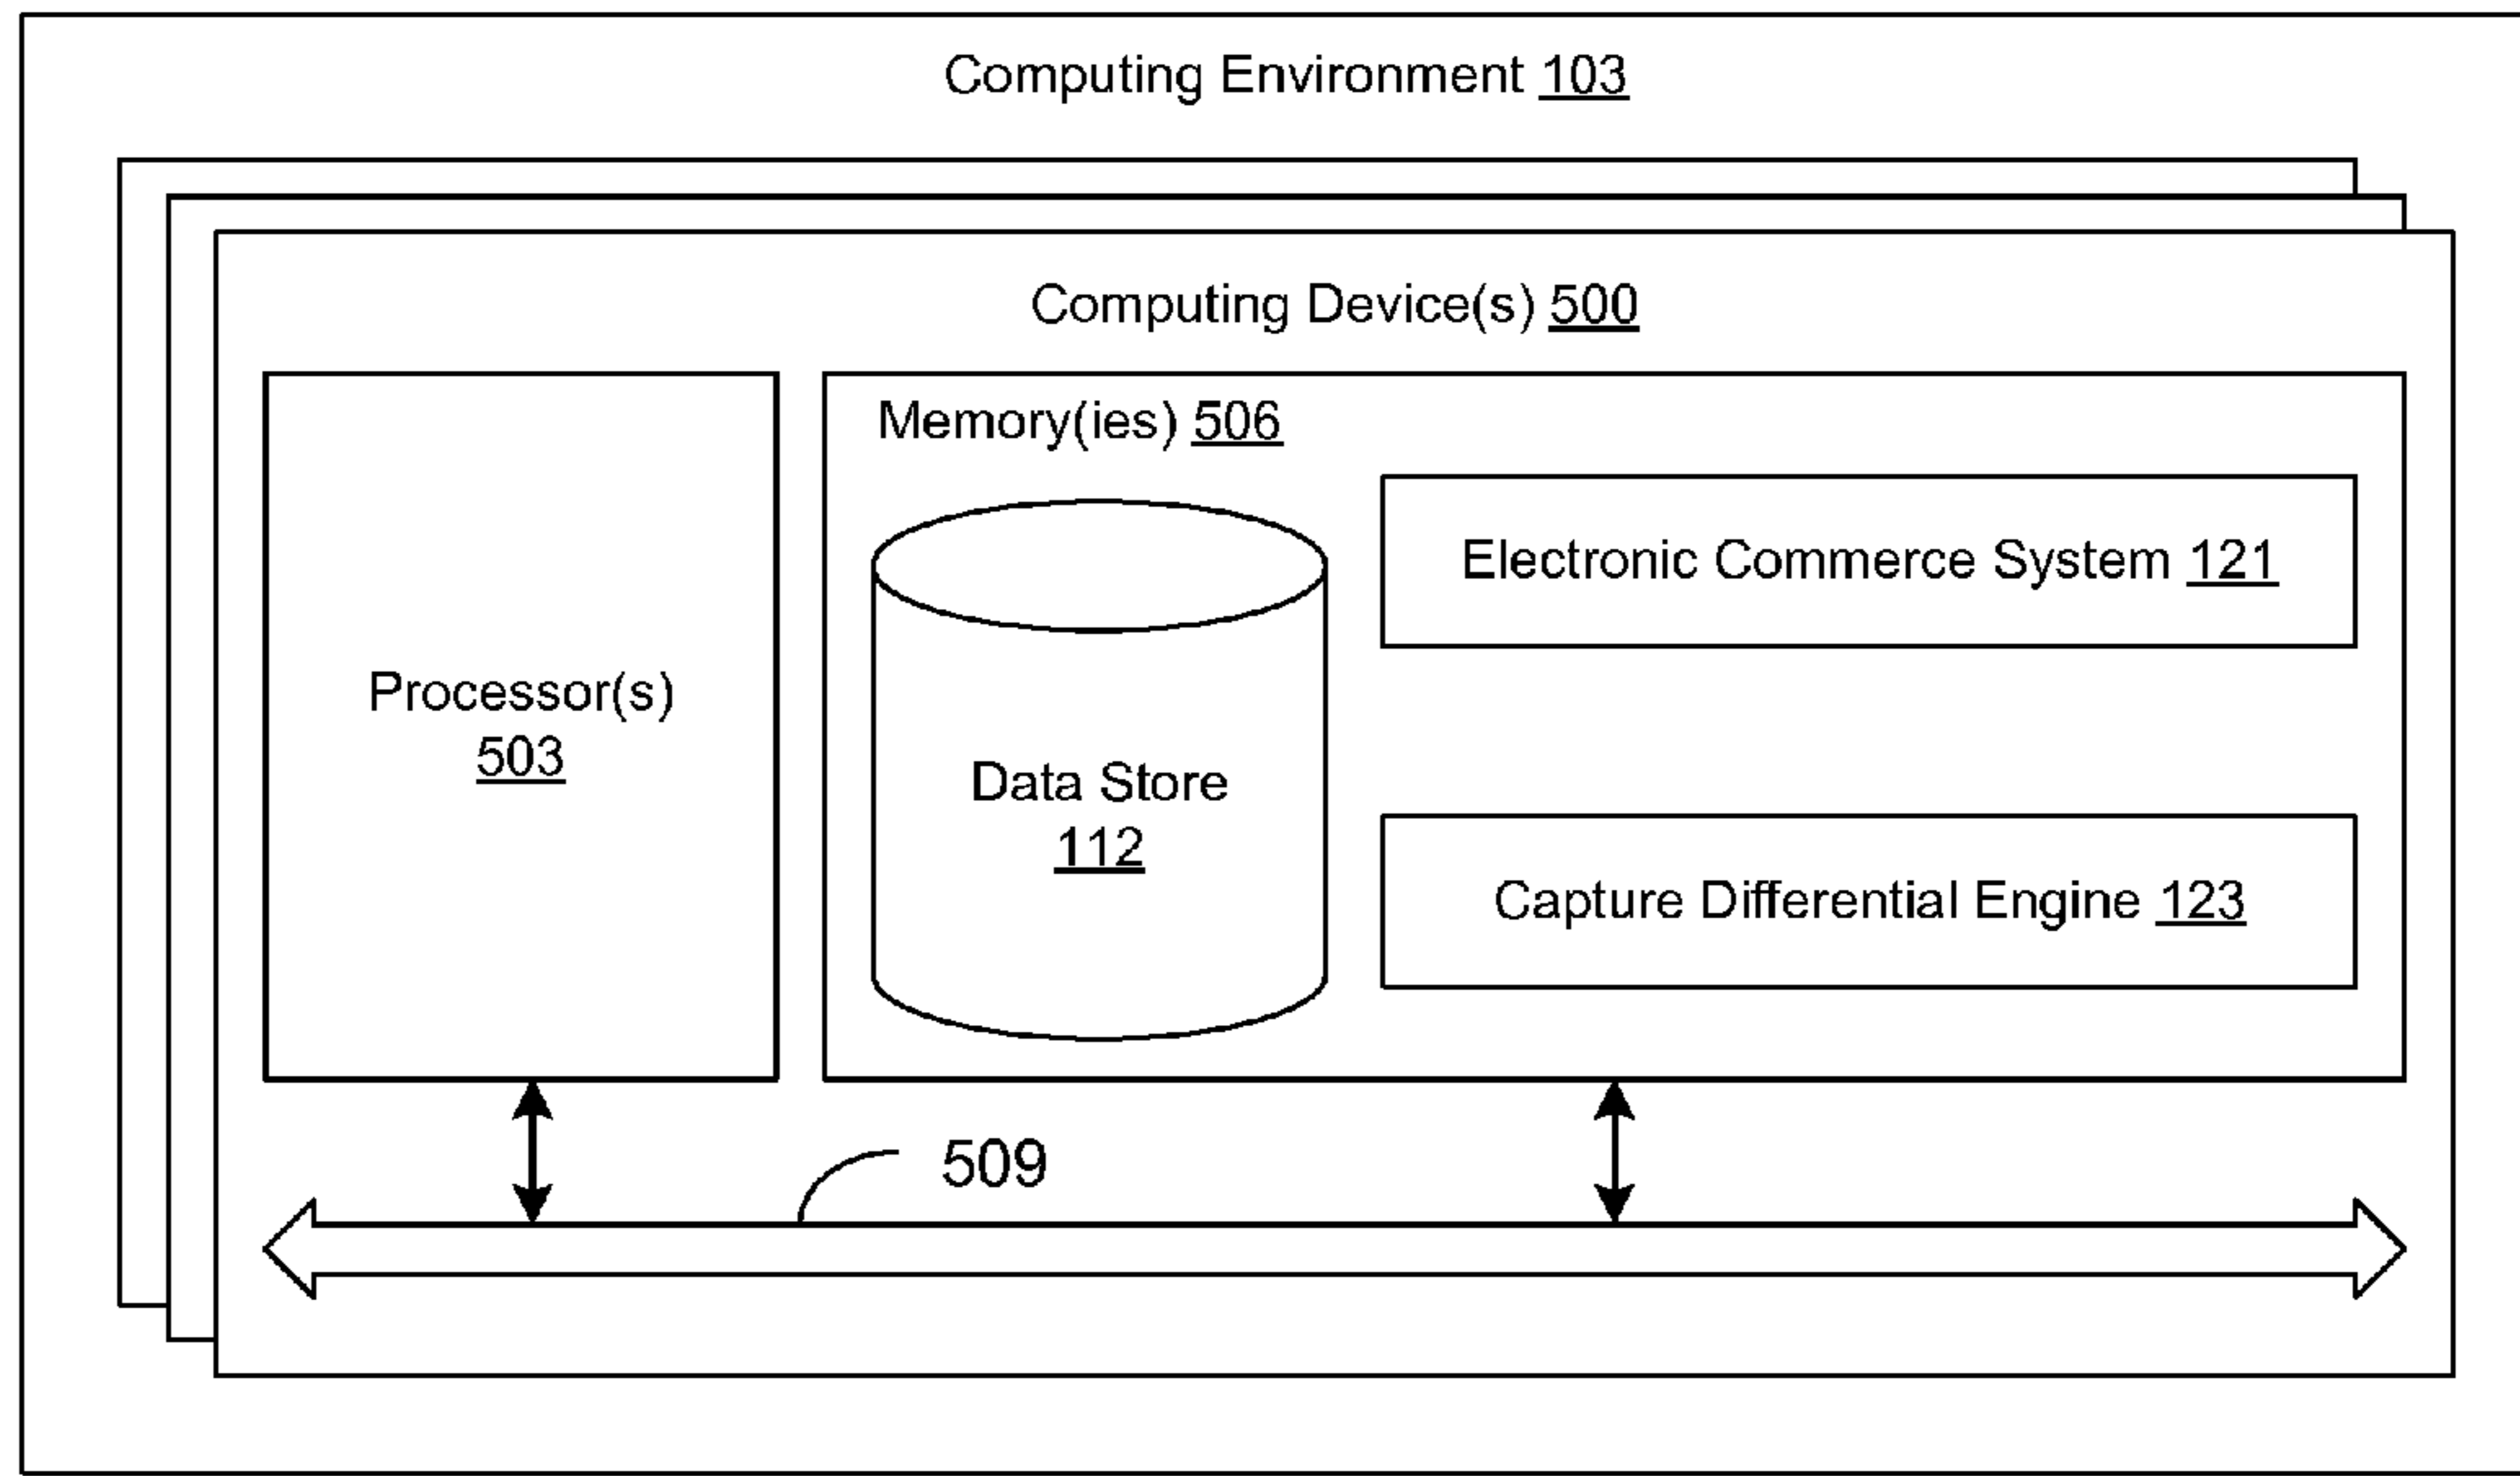 Computing Environment 103
Computing Device(s) 500
Memory(ies) 506
Electronic Commerce System 121
Processor(s)
503
Data Store
112
Capture Differential Engine 123
509